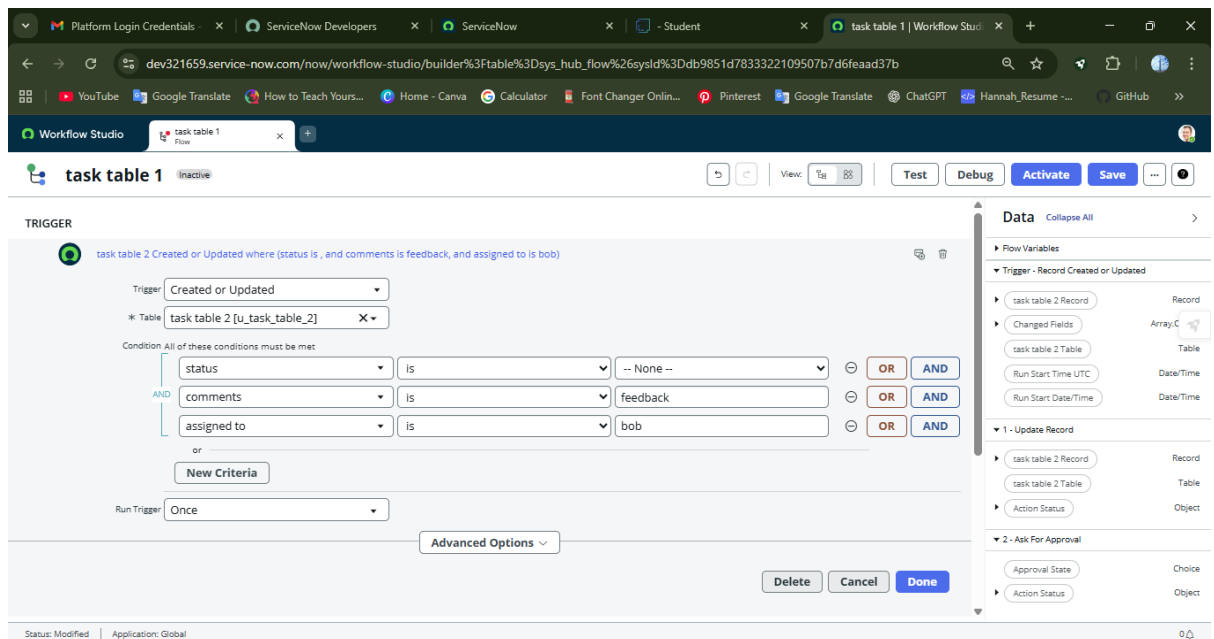 Platform Login Credentials -
ServiceNow Developers
ServiceNow
- Student
task table 1 | Workflow Stud
dev321659.service-now.com/now/workflow-studio/builder%3Ftable%3Dsys_hub_flow%26sysId%3Ddb9851d7833322109507b7d6feaad37b
YouTube
Google Translate
How to Teach Yours...
Home - Canva
Calculator
Font Changer Onlin...
Pinterest
Google Translate
ChatGPT
Hannah_Resume -...
GitHub
Workflow Studio
task table 1
Flow
task table 1
Inactive
View:
Test
Debug
Activate
Save
TRIGGER
task table 2 Created or Updated where (status is , and comments is feedback, and assigned to is bob)
Trigger
Created or Updated
* Table
task table 2 [u_task_table_2]
Condition
All of these conditions must be met
status
is
-- None --
OR
AND
AND
comments
is
feedback
OR
AND
assigned to
is
bob
OR
AND
or
New Criteria
Run Trigger
Once
Advanced Options
Delete
Cancel
Done
Data
Collapse All
Flow Variables
Trigger - Record Created or Updated
task table 2 Record
Record
Changed Fields
task table 2 Table
Table
Run Start Time UTC
Date/Time
Run Start Date/Time
Date/Time
1 - Update Record
task table 2 Record
Record
task table 2 Table
Table
Action Status
Object
2 - Ask For Approval
Approval State
Choice
Action Status
Object
Status: Modified
Application: Global
0